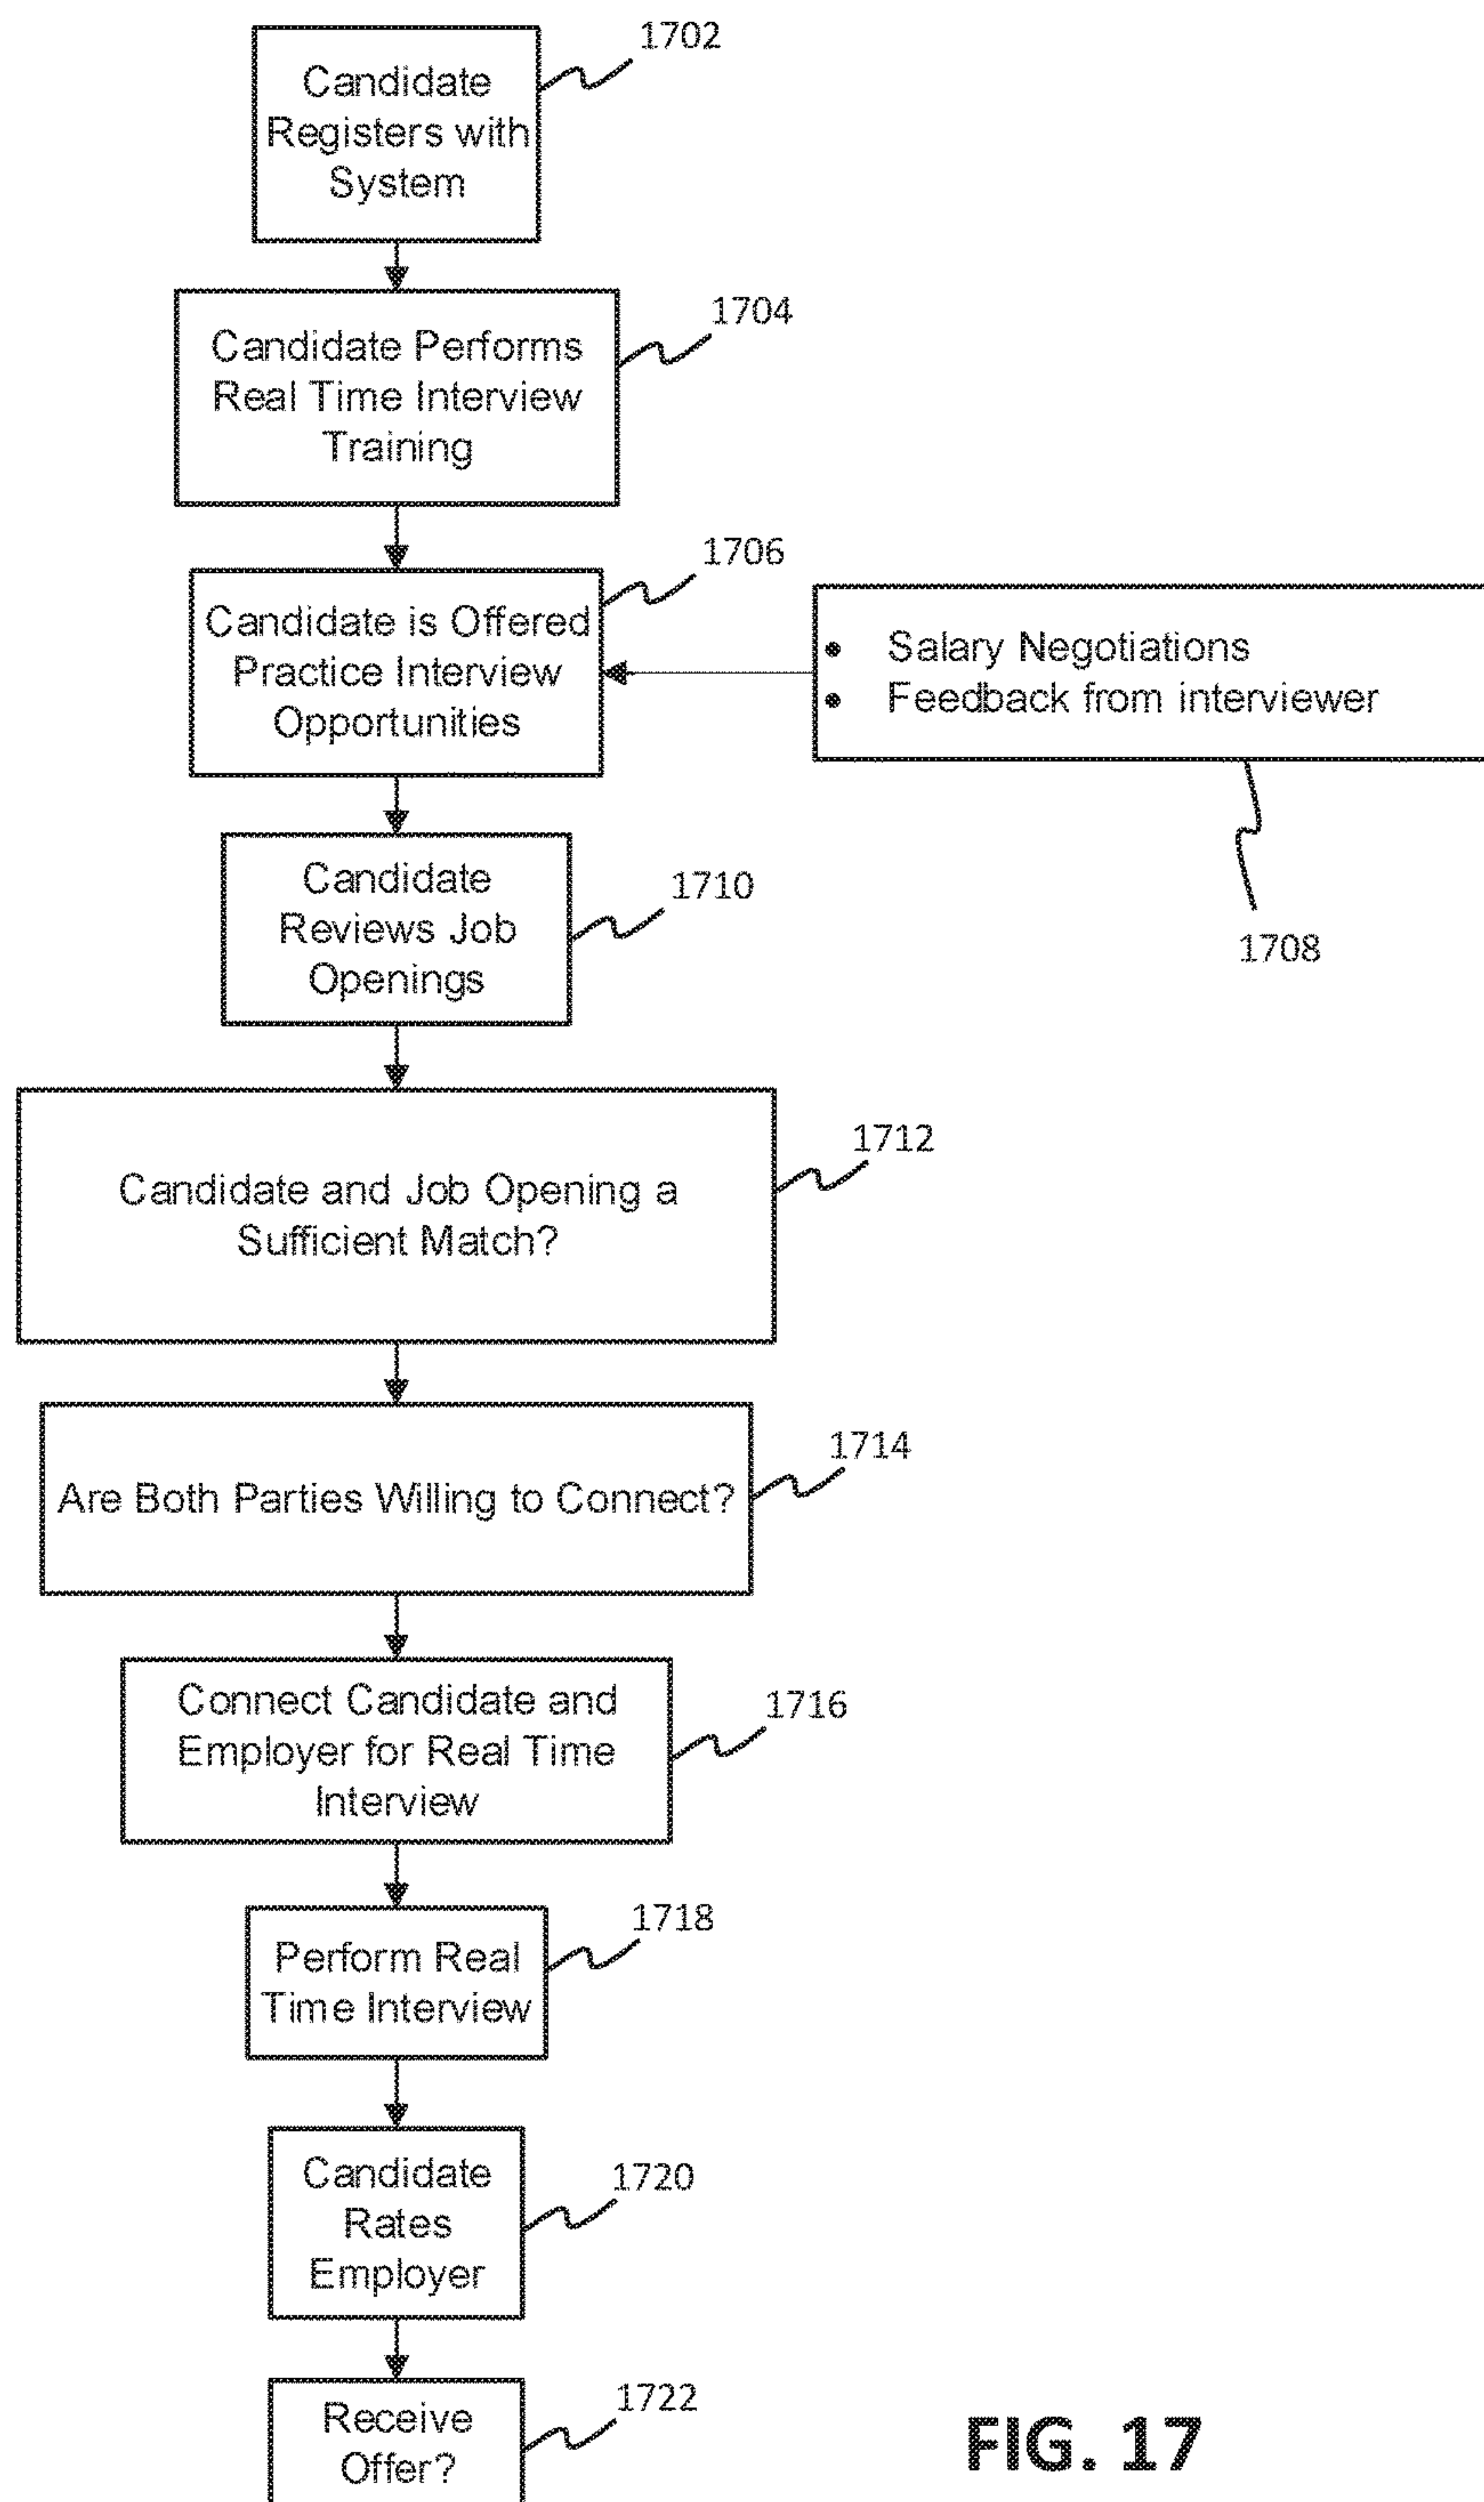 1702
Candidate
Registers with
System
1704
Candidate Performs
Real Time Interview
Training
1706
Candidate is Offered
Practice Interview
Opportunities
• Salary Negotiations
• Feedback from interviewer
1708
Candidate
Reviews Job
Openings
1710
Candidate and Job Opening a
Sufficient Match?
1712
Are Both Parties Willing to Connect?
1714
Connect Candidate and
Employer for Real Time
Interview
1716
Perform Real
Time Interview
1718
Candidate
Rates
Employer
1720
Receive
Offer?
1722
FIG. 17